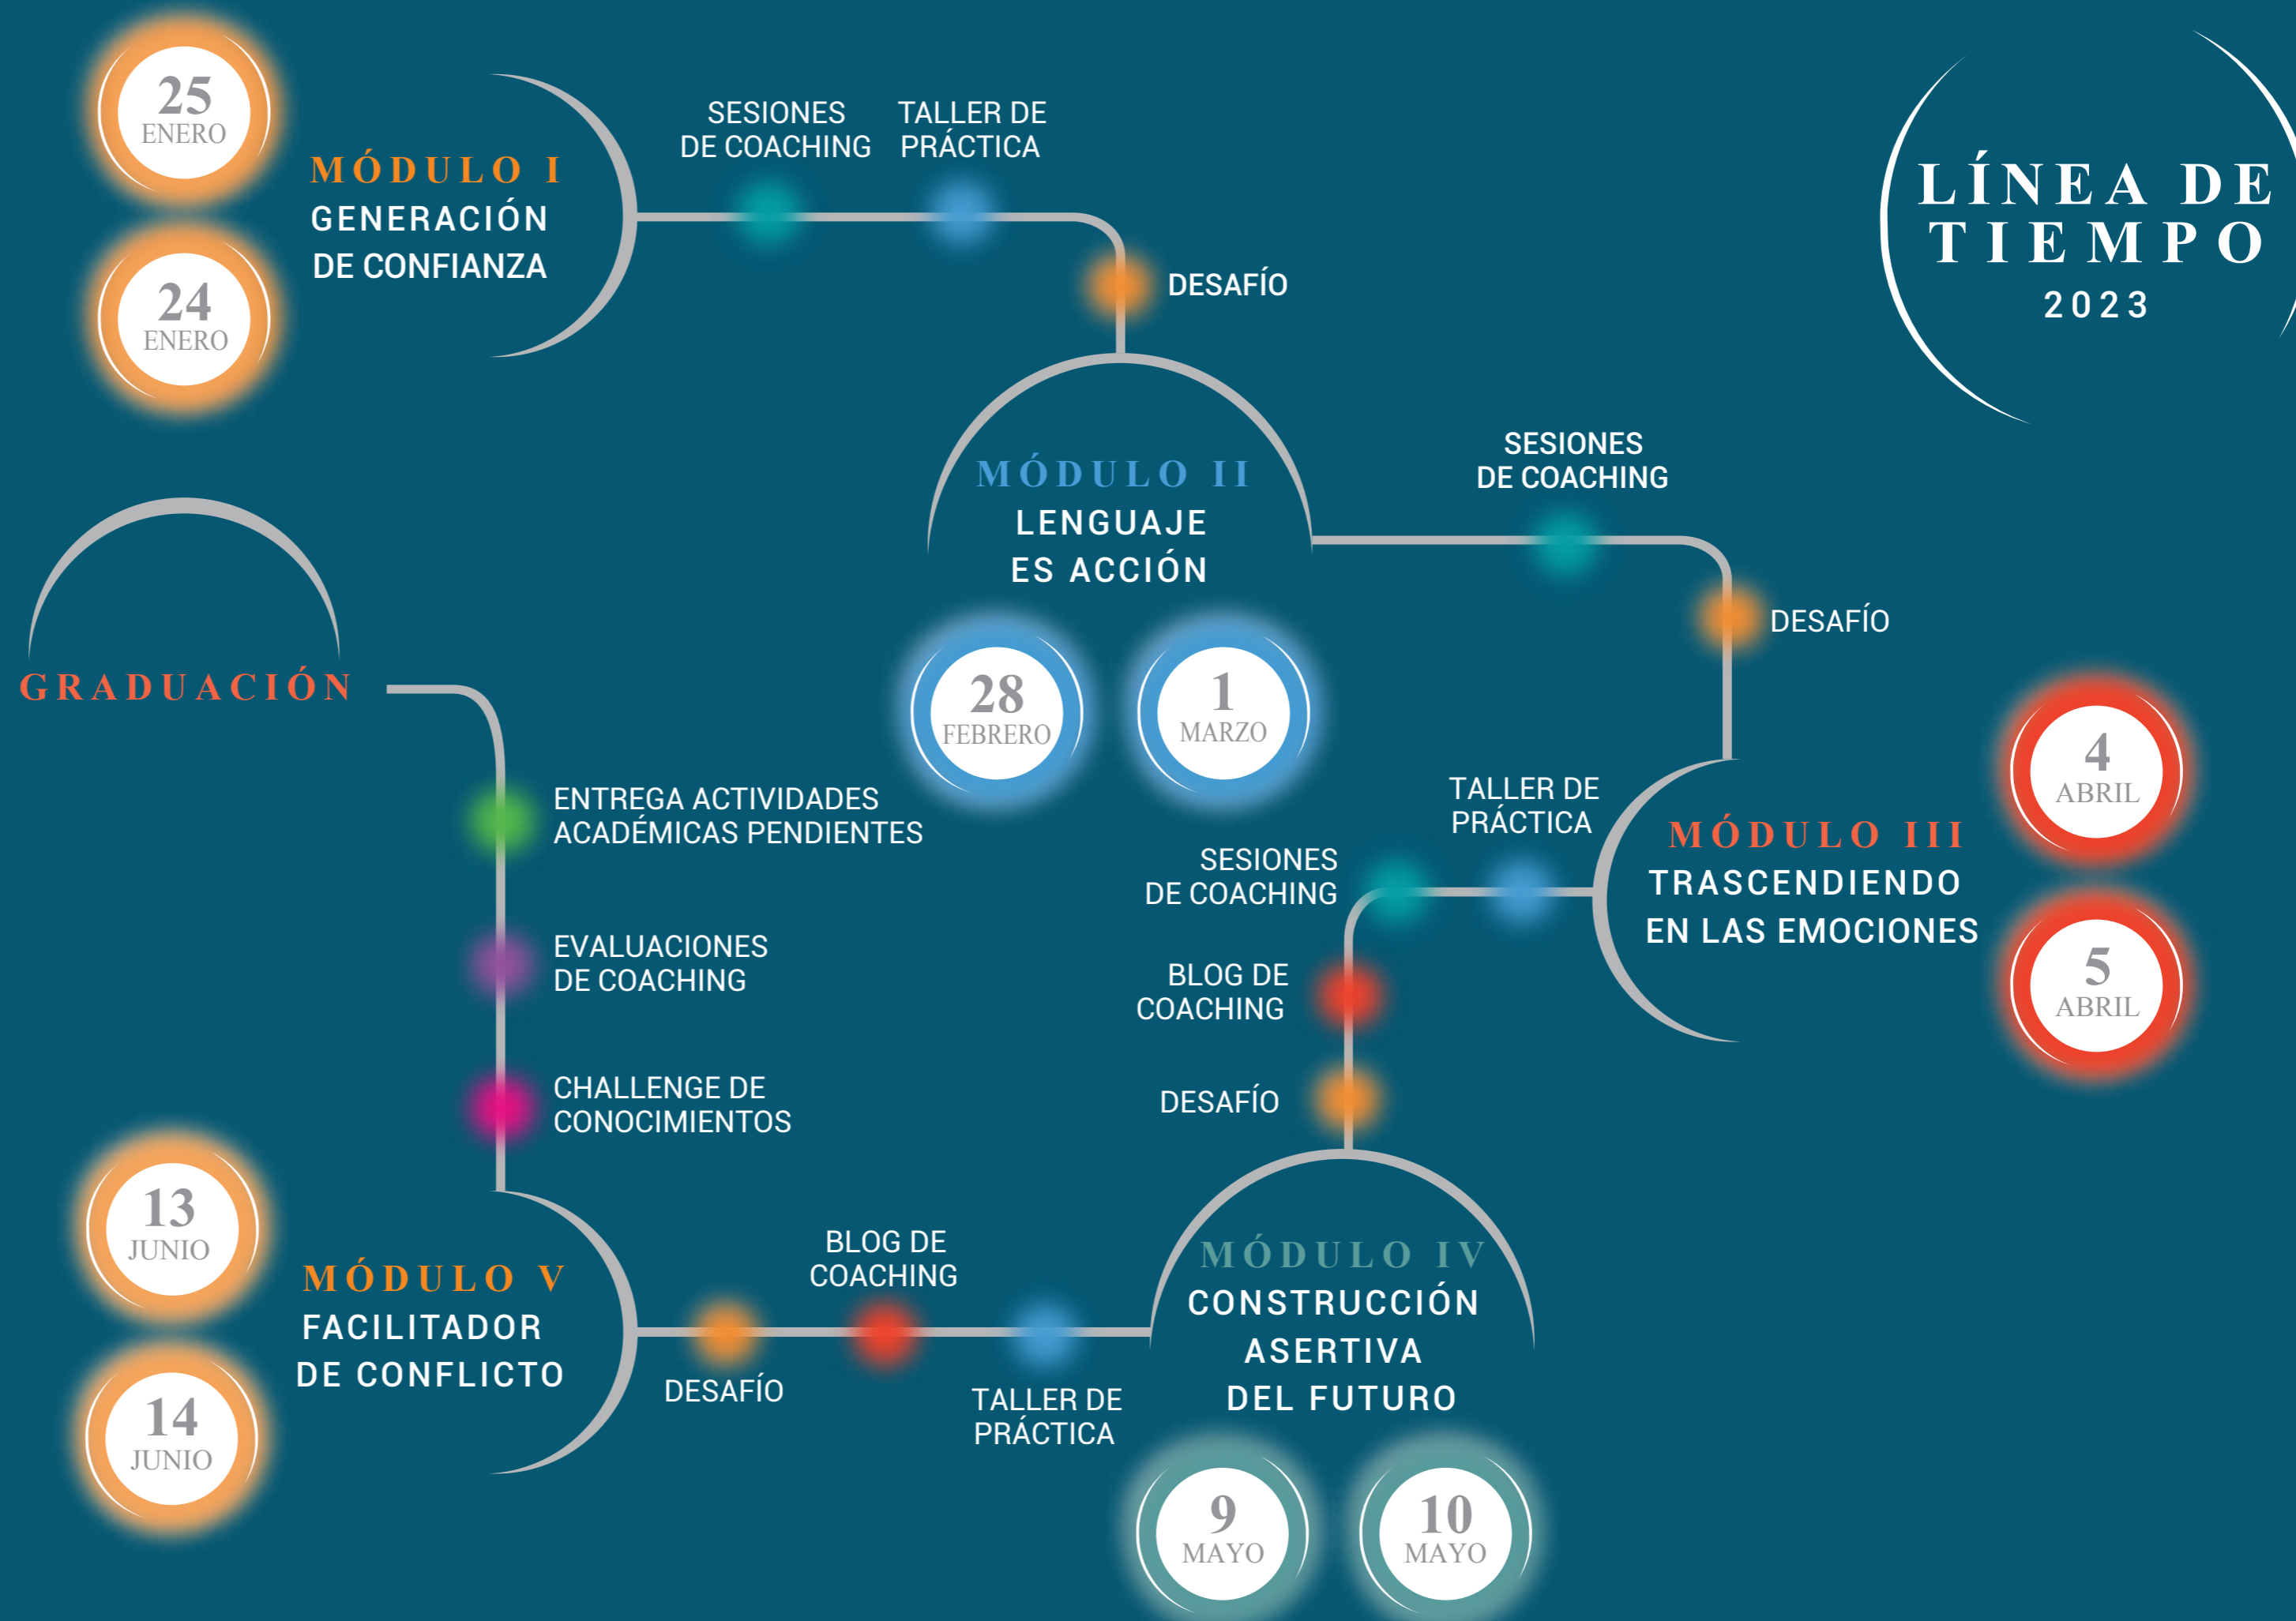 LÍNEA DE
TIEMPO
2023
25
ENERO
24
ENERO
MÓDULO I
GENERACIÓN
DE CONFIANZA
SESIONES
DE COACHING
TALLER DE
PRÁCTICA
DESAFÍO
MÓDULO II
LENGUAJE
ES ACCIÓN
28
FEBRERO
1
MARZO
SESIONES
DE COACHING
DESAFÍO
MÓDULO III
TRASCENDIENDO
EN LAS EMOCIONES
4
ABRIL
5
ABRIL
TALLER DE
PRÁCTICA
SESIONES
DE COACHING
BLOG DE
COACHING
DESAFÍO
MÓDULO IV
CONSTRUCCIÓN
ASERTIVA
DEL FUTURO
9
MAYO
10
MAYO
TALLER DE
PRÁCTICA
BLOG DE
COACHING
DESAFÍO
MÓDULO V
FACILITADOR
DE CONFLICTO
13
JUNIO
14
JUNIO
CHALLENGE DE
CONOCIMIENTOS
EVALUACIONES
DE COACHING
ENTREGA ACTIVIDADES
ACADÉMICAS PENDIENTES
GRADUACIÓN